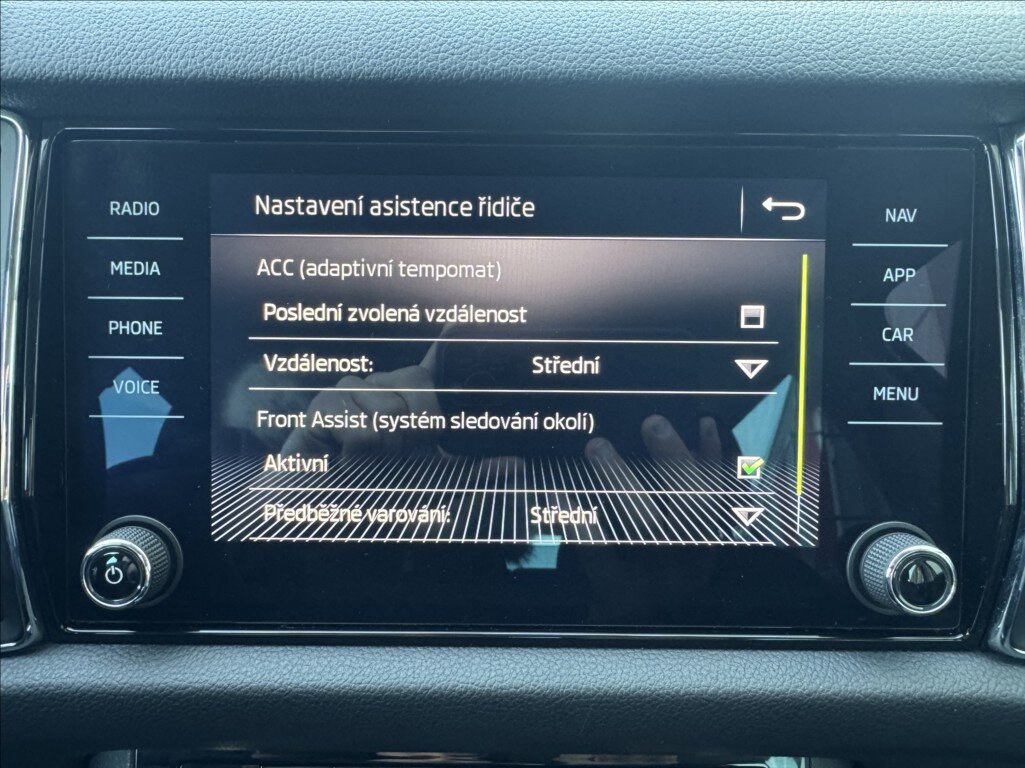 RADIO
MEDIA
PHONE
VOICE
Nastavení asistence řidiče
ACC (adaptivní tempomat)
Poslední zvolená vzdálenost
Vzdálenost: Střední
Front Assist (systém sledování okolí)
Aktivní
Předběžné varování: Střední
NAV
APP
CAR
MENU